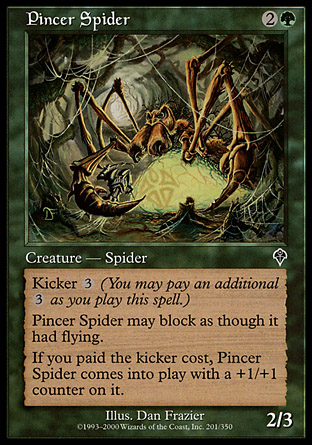 Pincer Spider 2
Creature — Spider
Kicker 3 (You may pay an additional
3 as you play this spell.)
Pincer Spider may block as though it
had flying.
If you paid the kicker cost, Pincer
Spider comes into play with a +1/+1
counter on it.
Illus. Dan Frazier
©1993–2000 Wizards of the Coast, Inc. 201/350
2/3